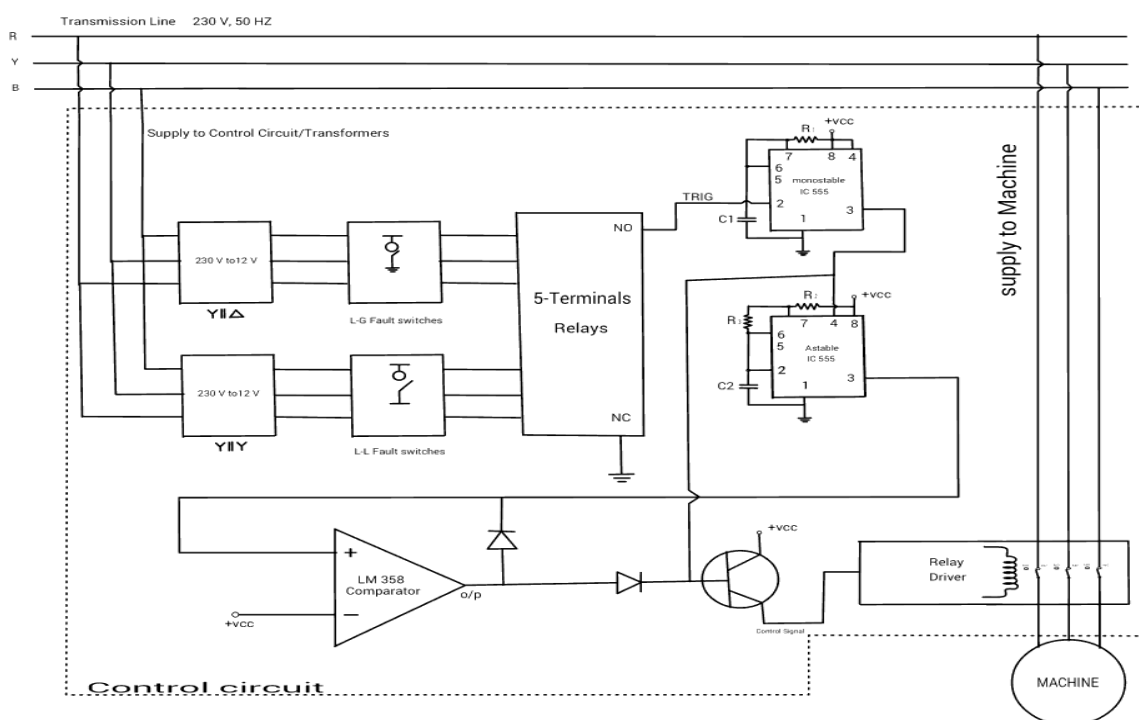 Transmission Line 230 V, 50 HZ
R
Y
B
Supply to Control Circuit/Transformers
+vcc
R1
7
8
4
6
5
monostable
IC 555
TRIG
2
3
C1
1
NO
230 V to12 V
Y||Δ
L-G Fault switches
5-Terminals
Relays
supply to Machine
R2
+vcc
R3
7
4
8
6
5
Astable
IC 555
2
3
C2
1
230 V to12 V
Y||Y
L-L Fault switches
NC
+vcc
+
LM 358
Comparator
o/p
−
+vcc
Relay
Driver
Control Signal
Control circuit
MACHINE